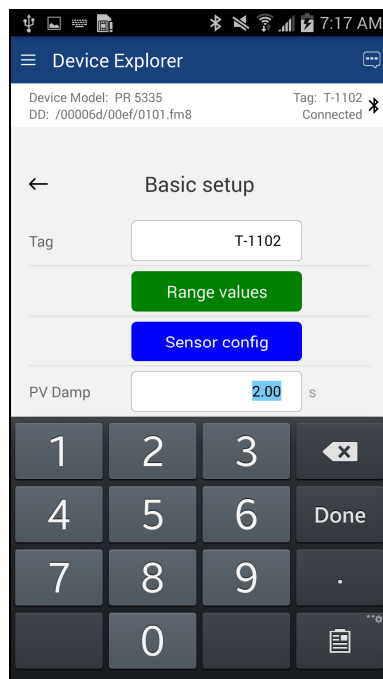 7:17 AM
Device Explorer
Device Model: PR 5335 Tag: T-1102
DD: /00006d/00ef/0101.fm8 Connected
Basic setup
Tag T-1102
Range values
Sensor config
PV Damp 2.00 s
1 2 3
4 5 6 Done
7 8 9 .
0